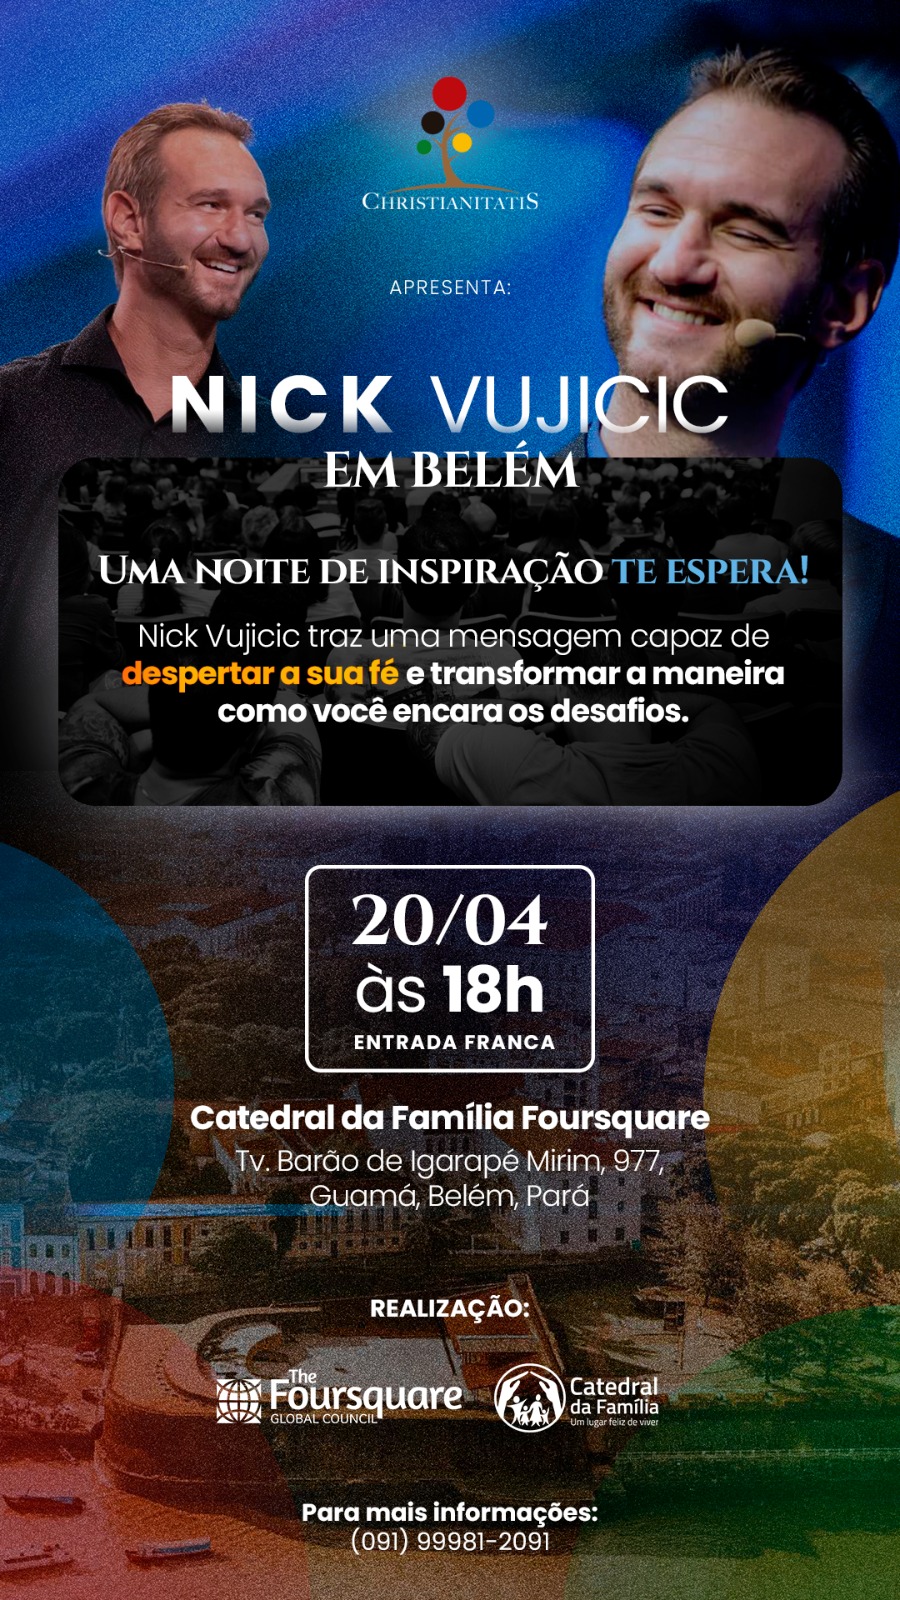 CHRISTIANITATIS
APRESENTA:
NICK VUJICIC
EM BELÉM
UMA NOITE DE INSPIRAÇÃO TE ESPERA!
Nick Vujicic traz uma mensagem capaz de
despertar a sua fé e transformar a maneira
como você encara os desafios.
20/04
às 18h
ENTRADA FRANCA
Catedral da Família Foursquare
Tv. Barão de Igarapé Mirim, 977,
Guamá, Belém, Pará
REALIZAÇÃO:
The
Foursquare
GLOBAL COUNCIL
Catedral
da Família
Um lugar feliz de viver
Para mais informações:
(091) 99981-2091